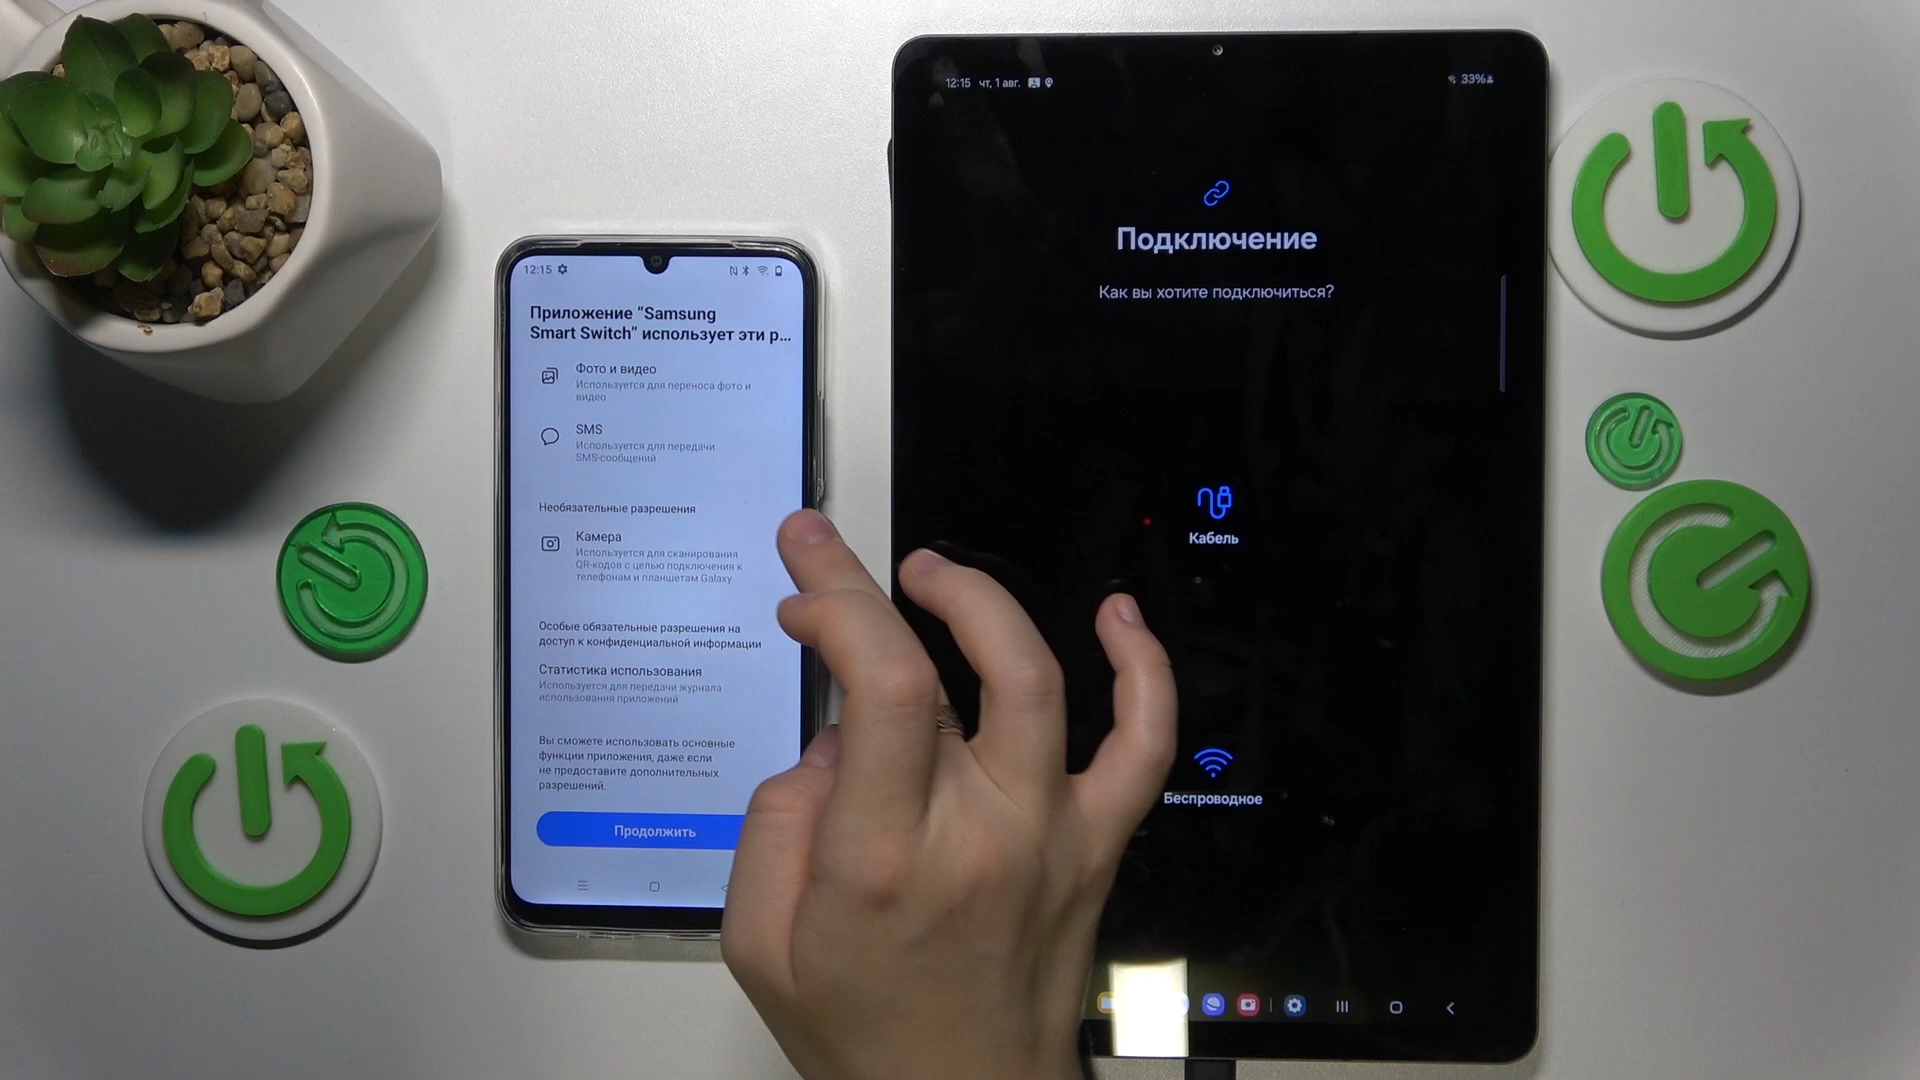 12:15
Приложение “Samsung
Smart Switch” использует эти р...
Фото и видео
Используется для переноса фото и
видео
SMS
Используется для передачи
SMS-сообщений
Необязательные разрешения
Камера
Используется для сканирования
QR-кодов с целью подключения к
телефонам и планшетам Galaxy
Особые обязательные разрешения на
доступ к конфиденциальной информации
Статистика использования
Используется для передачи журнала
использования приложений
Вы сможете использовать основные
функции приложения, даже если
не предоставите дополнительных
разрешений.
Продолжить
12:15 чт, 1 авг.
33%
Подключение
Как вы хотите подключиться?
Кабель
Беспроводное